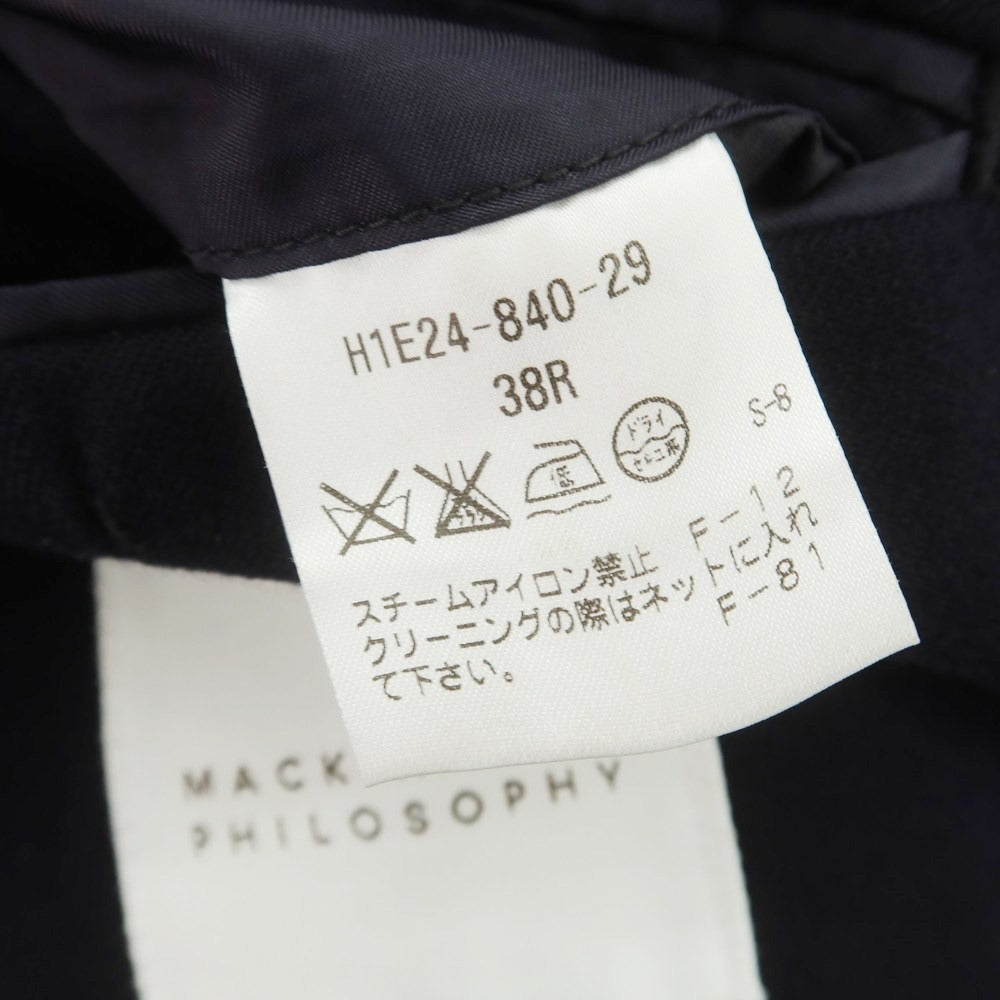 H1E24-840-29
38R
S-8
ドライ
セキユ系
低
F-12
スチームアイロン禁止
クリーニングの際はネットに入れ
て下さい。
F-81
MACK
PHILOSOPHY